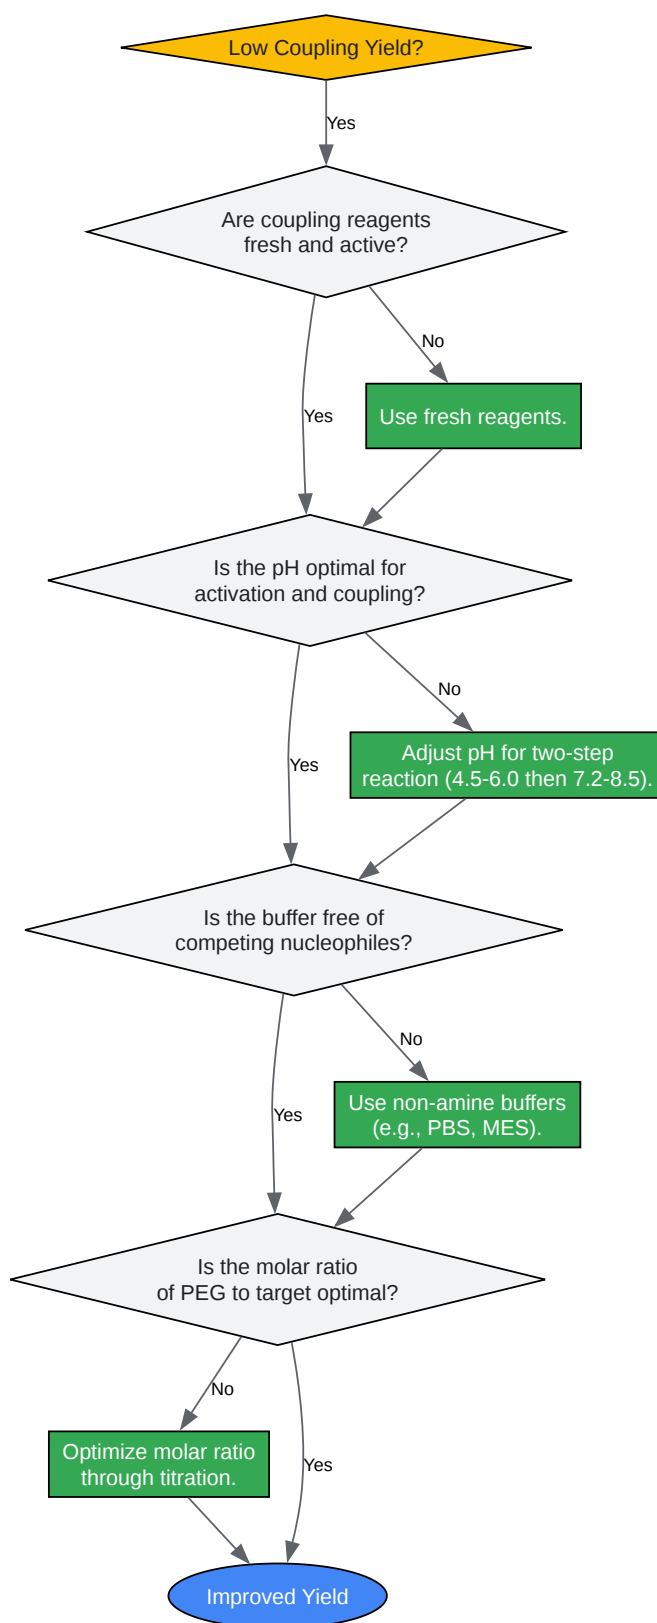 Low Coupling Yield?
Yes
Are coupling reagents
fresh and active?
No
Yes
Use fresh reagents.
Is the pH optimal for
activation and coupling?
No
Yes
Adjust pH for two-step
reaction (4.5-6.0 then 7.2-8.5).
Is the buffer free of
competing nucleophiles?
No
Yes
Use non-amine buffers
(e.g., PBS, MES).
Is the molar ratio
of PEG to target optimal?
No
Optimize molar ratio
through titration.
Yes
Improved Yield